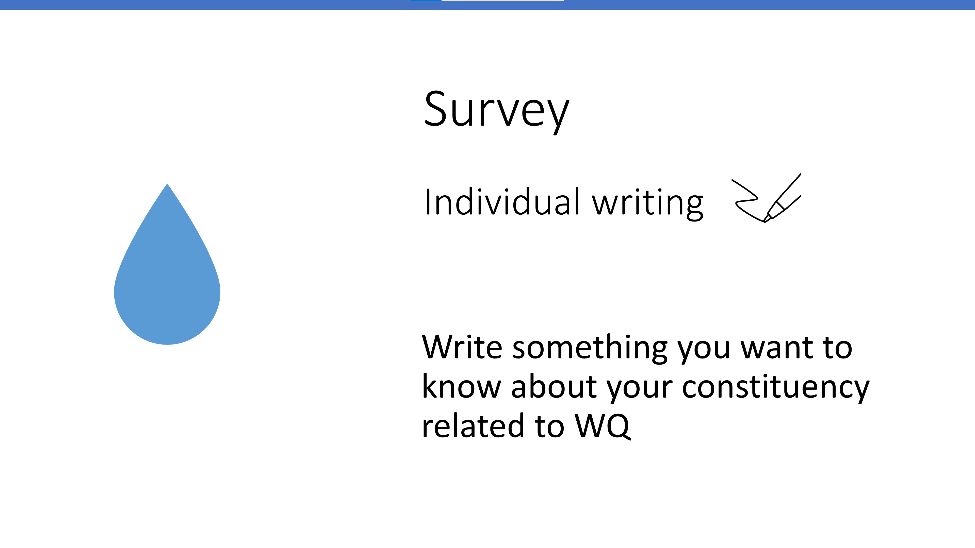 Survey
Individual writing
Write something you want to
know about your constituency
related to WQ